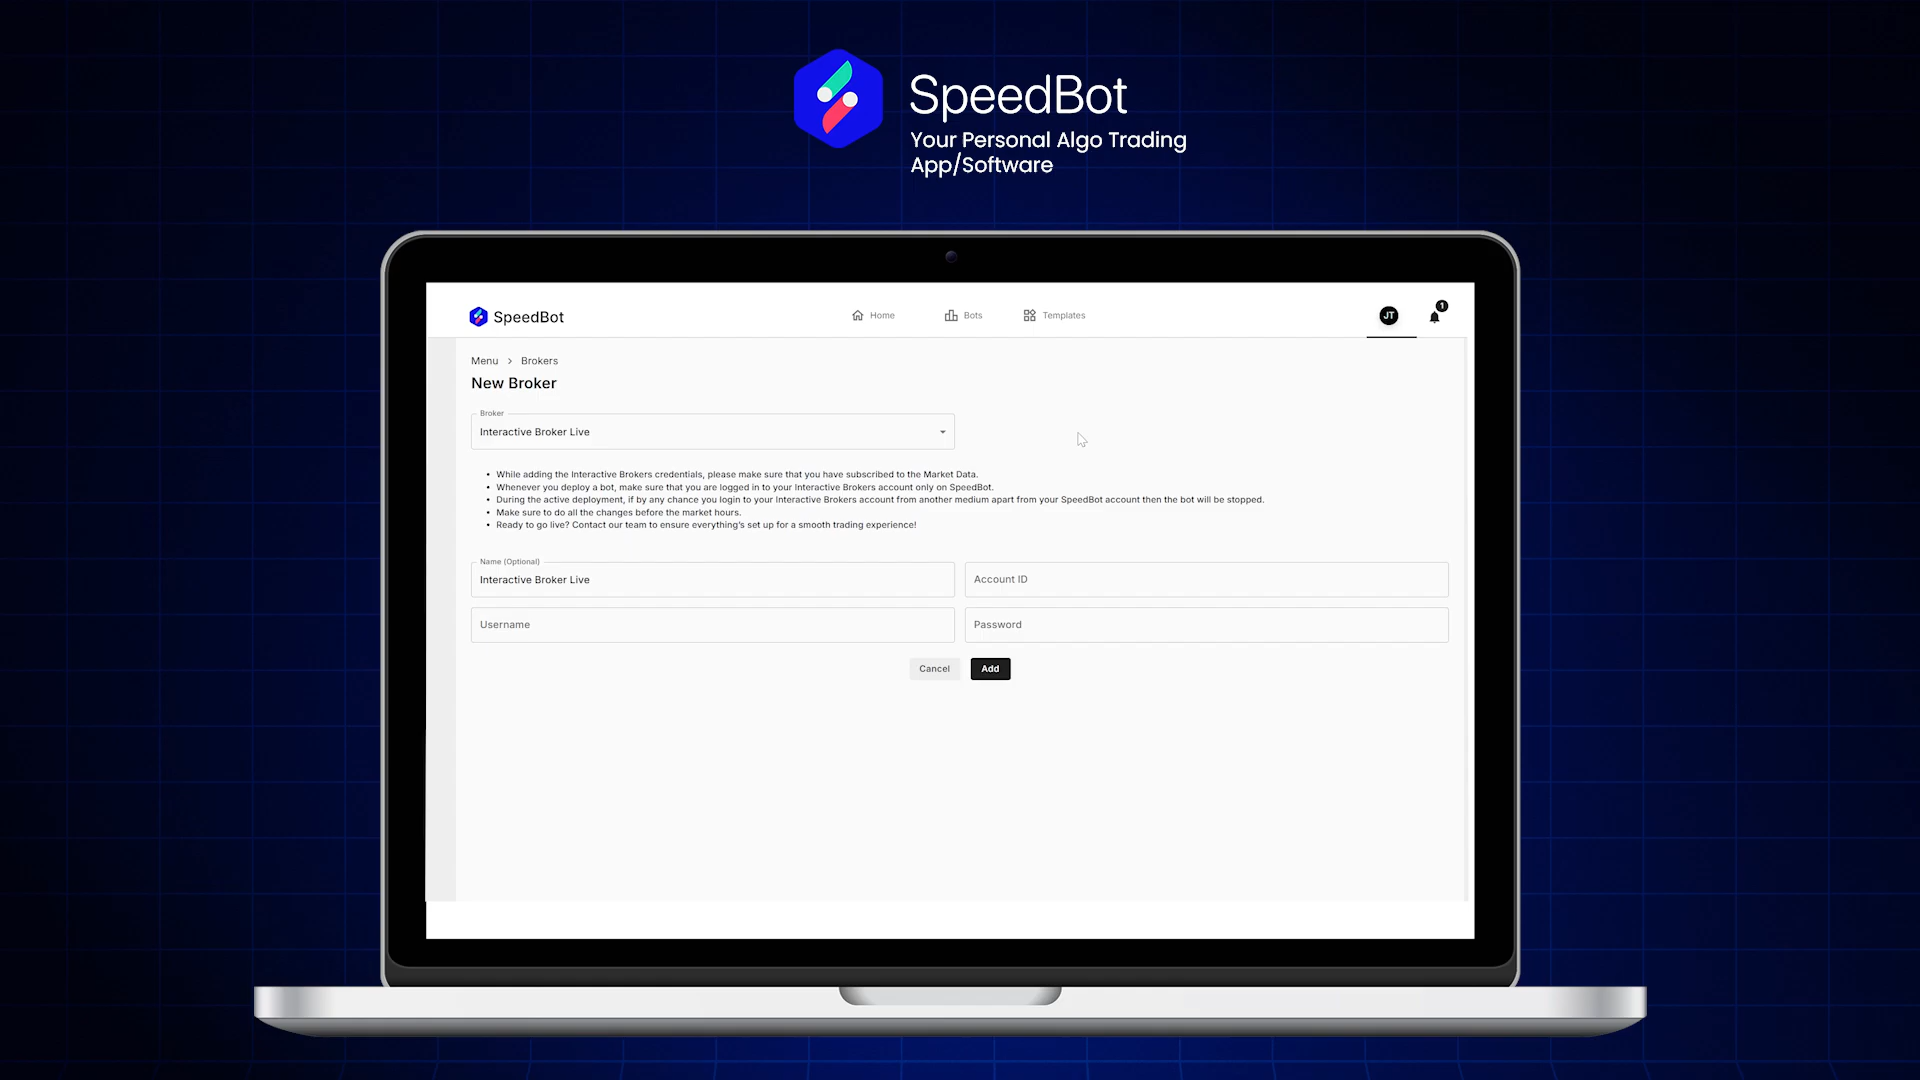 SpeedBot
Your Personal Algo Trading
App/Software
SpeedBot
Home
Bots
Templates
JT
1
Menu > Brokers
New Broker
Broker
Interactive Broker Live
• While adding the Interactive Brokers credentials, please make sure that you have subscribed to the Market Data.
• Whenever you deploy a bot, make sure that you are logged in to your Interactive Brokers account only on SpeedBot.
• During the active deployment, if by any chance you login to your Interactive Brokers account from another medium apart from your SpeedBot account then the bot will be stopped.
• Make sure to do all the changes before the market hours.
• Ready to go live? Contact our team to ensure everything's set up for a smooth trading experience!
Name (Optional)
Interactive Broker Live
Account ID
Username
Password
Cancel
Add